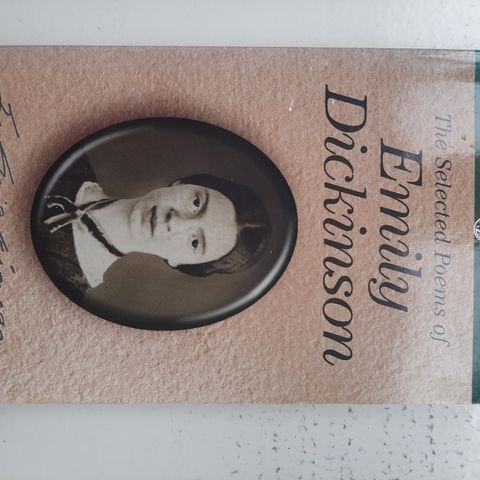 The Selected Poems of
Emily
Dickinson